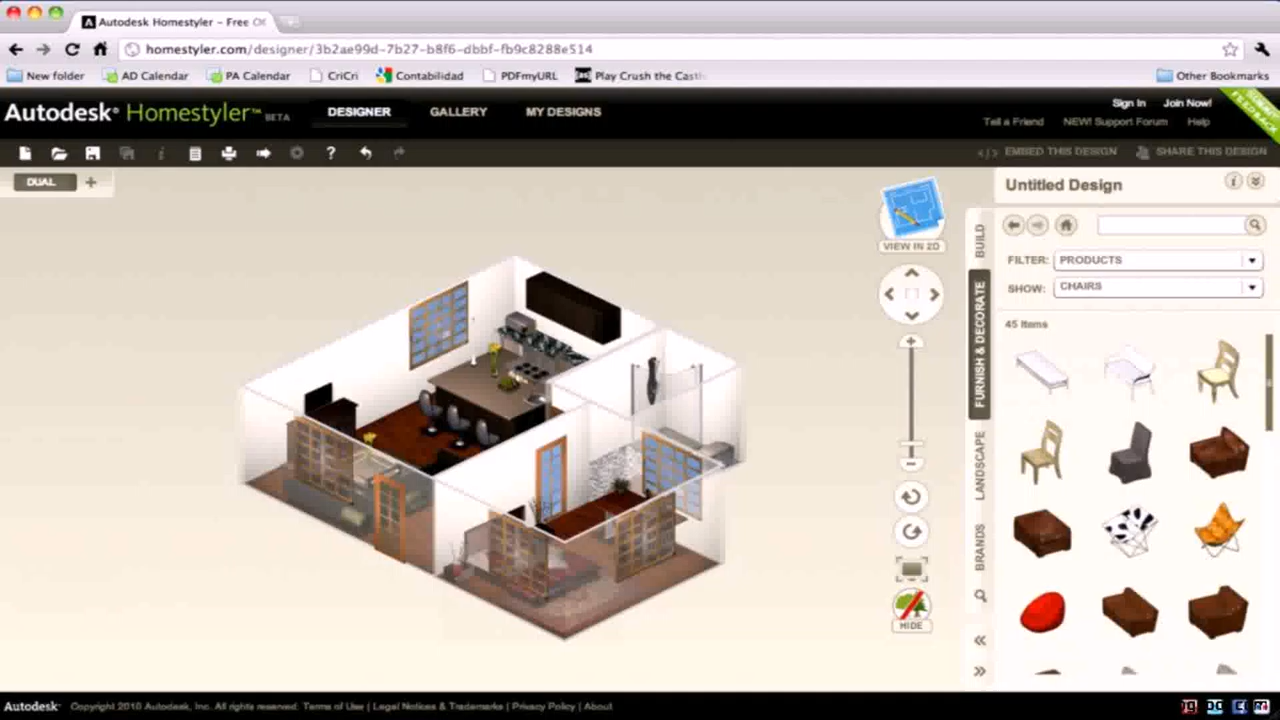 Autodesk Homestyler - Free
homestyler.com/designer/3b2ae99d-7b27-b8f6-dbbf-fb9c8288e514
New folder AD Calendar PA Calendar CriCri Contabilidad PDFmyURL Play Crush the Castl Other Bookmarks
Autodesk® Homestyler™ BETA DESIGNER GALLERY MY DESIGNS
Sign In Join Now!
Tell a Friend NEW! Support Forum Help
FEEDBACK
</> EMBED THIS DESIGN SHARE THIS DESIGN
DUAL +
Untitled Design
VIEW IN 2D
BUILD
FURNISH & DECORATE
LANDSCAPE
BRANDS
FILTER: PRODUCTS
SHOW: CHAIRS
45 Items
HIDE
Autodesk® Copyright 2010 Autodesk, Inc. All rights reserved. Terms of Use | Legal Notices & Trademarks | Privacy Policy | About